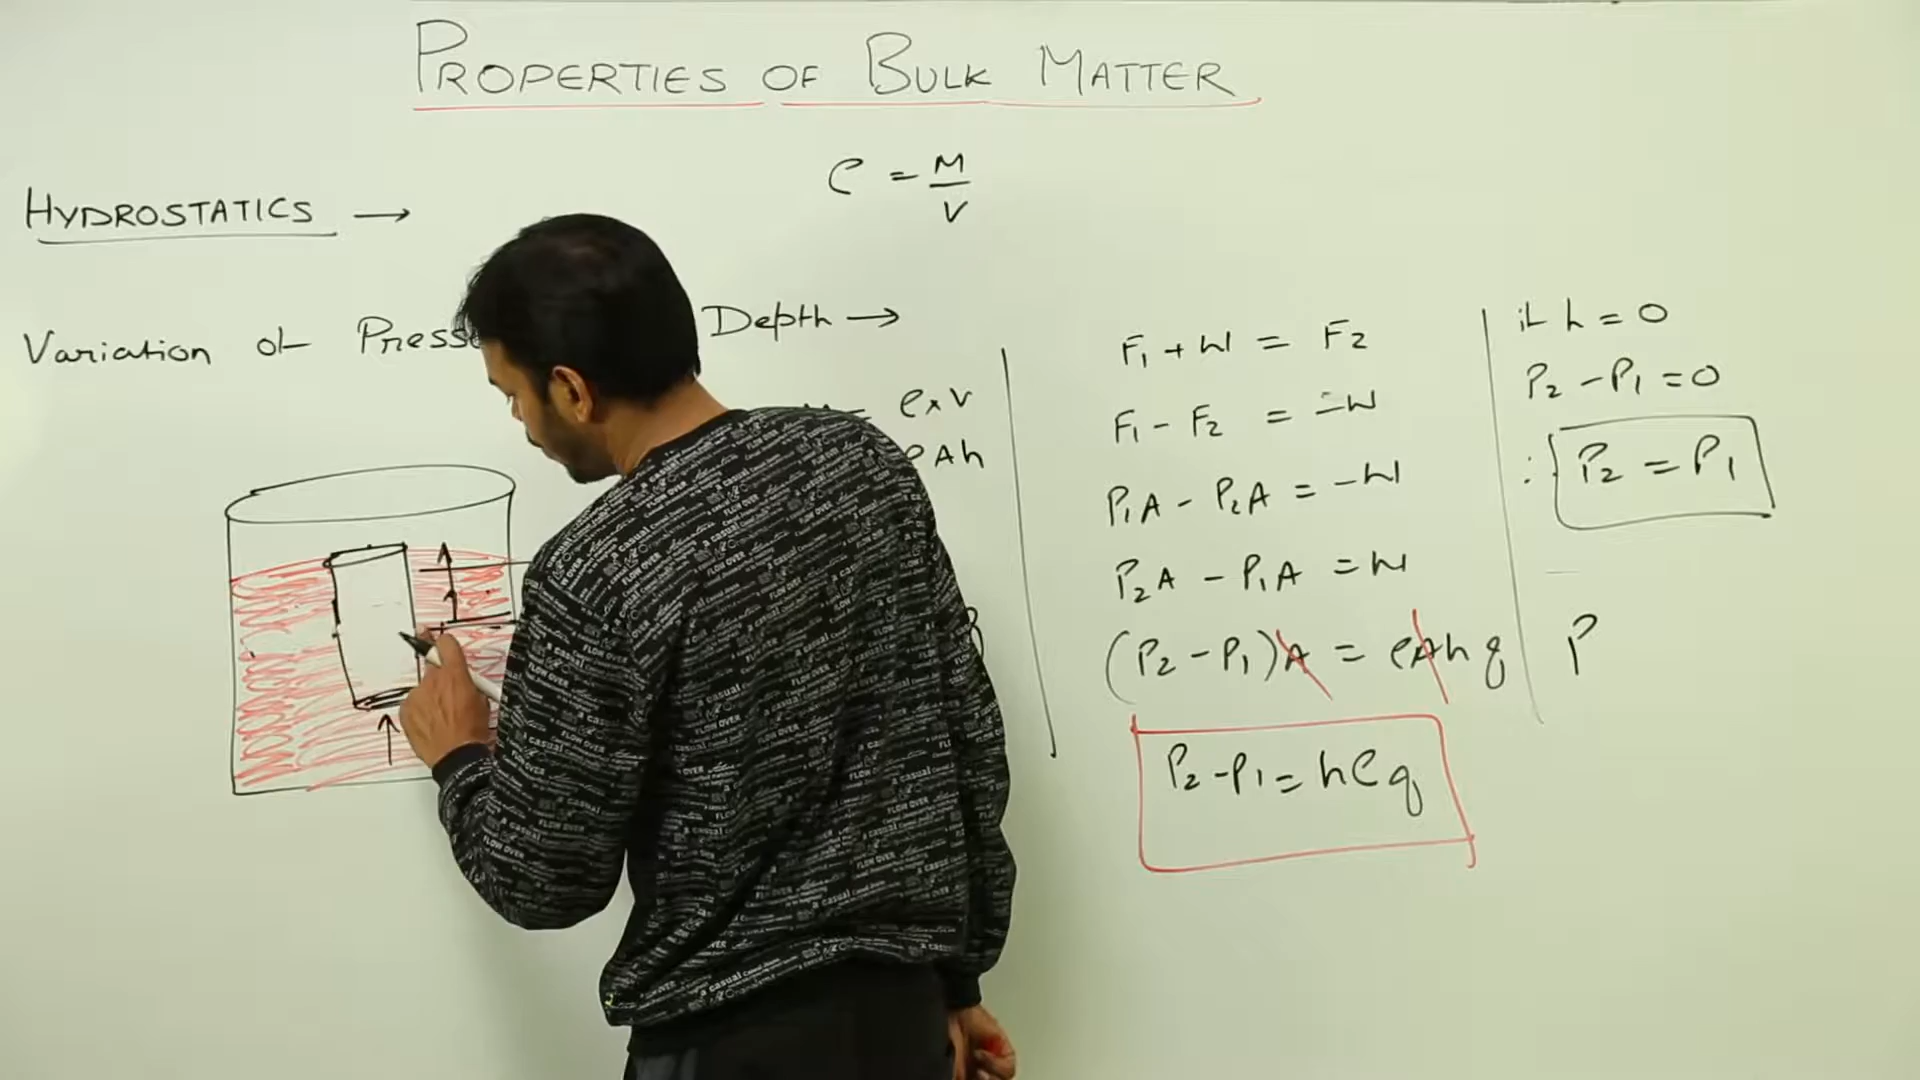 PROPERTIES OF BULK MATTER
ρ = M/V
HYDROSTATICS →
Variation of Press Depth →
= ρ×V
ρAh
F₁ + W = F₂
F₁ - F₂ = -W
P₁A - P₂A = -W
P₂A - P₁A = W
(P₂ - P₁)A = ρAhg
P₂ - P₁ = hρg
if h = 0
P₂ - P₁ = 0
∴ P₂ = P₁
P